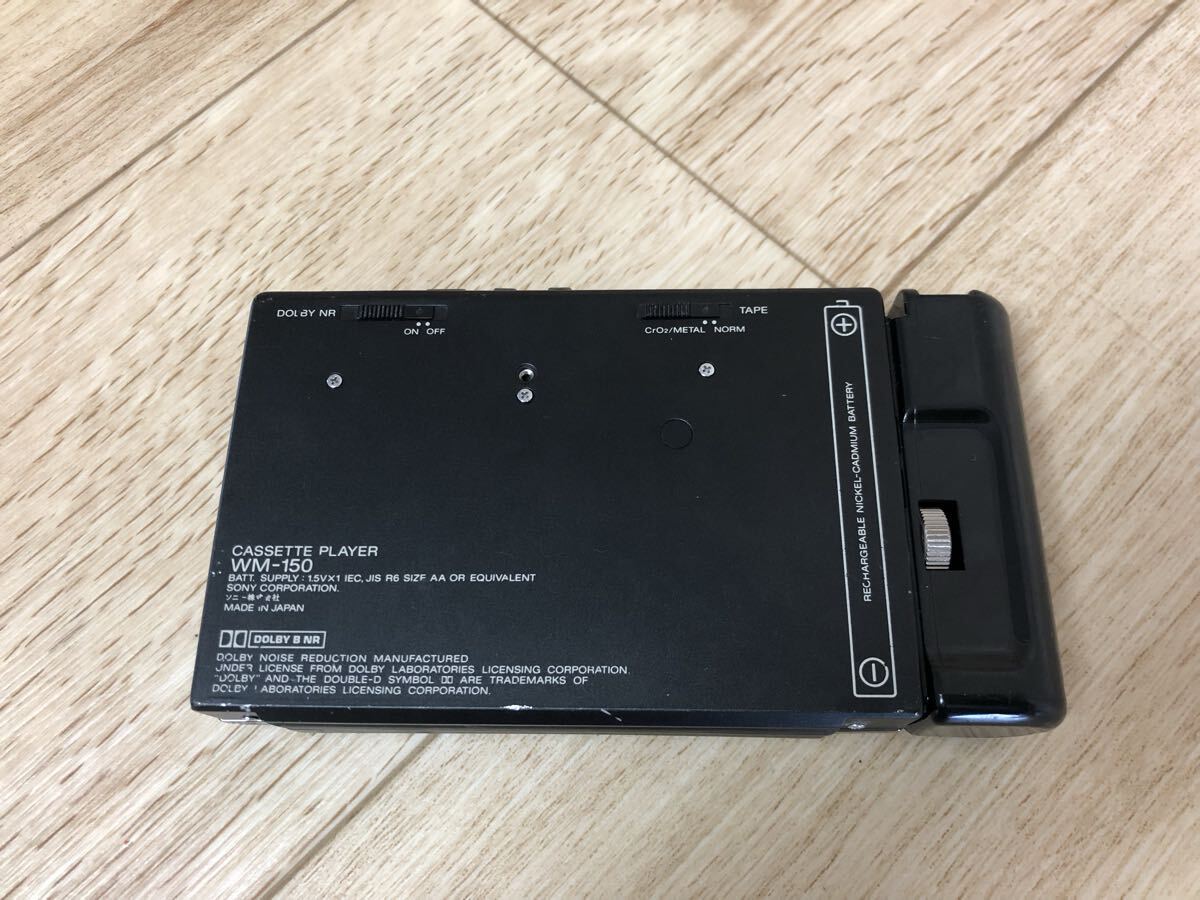 DOLBY NR
ON OFF
TAPE
CrO2/METAL NORM
RECHARGEABLE NICKEL-CADMIUM BATTERY
CASSETTE PLAYER
WM-150
BATT. SUPPLY : 1.5V×1 IEC, JIS R6 SIZE AA OR EQUIVALENT
SONY CORPORATION.
ソニー株式会社
MADE IN JAPAN
DOLBY B NR
DOLBY NOISE REDUCTION MANUFACTURED
UNDER LICENSE FROM DOLBY LABORATORIES LICENSING CORPORATION.
"DOLBY" AND THE DOUBLE-D SYMBOL ARE TRADEMARKS OF
DOLBY LABORATORIES LICENSING CORPORATION.